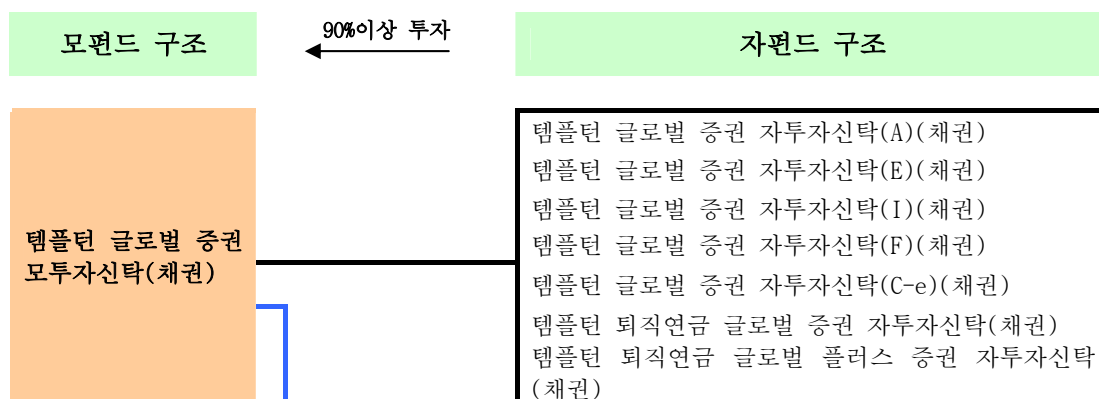 모펀드 구조
90%이상 투자
자펀드 구조
템플턴 글로벌 증권
모투자신탁(채권)
템플턴 글로벌 증권 자투자신탁(A)(채권)
템플턴 글로벌 증권 자투자신탁(E)(채권)
템플턴 글로벌 증권 자투자신탁(I)(채권)
템플턴 글로벌 증권 자투자신탁(F)(채권)
템플턴 글로벌 증권 자투자신탁(C-e)(채권)
템플턴 퇴직연금 글로벌 증권 자투자신탁(채권)
템플턴 퇴직연금 글로벌 플러스 증권 자투자신탁
(채권)